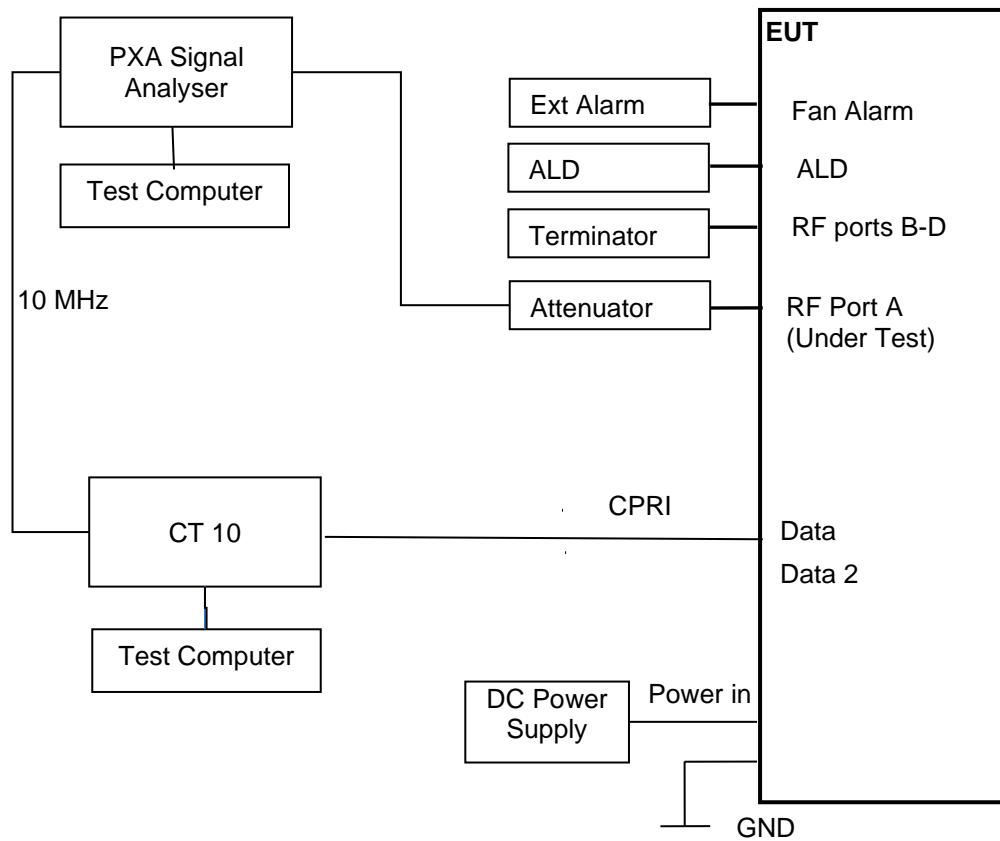 EUT
PXA Signal
Analyser
Ext Alarm
Fan Alarm
Test Computer
ALD
ALD
Terminator
RF ports B-D
10 MHz
Attenuator
RF Port A
(Under Test)
CT 10
CPRI
Data
Data 2
Test Computer
DC Power
Supply
Power in
GND